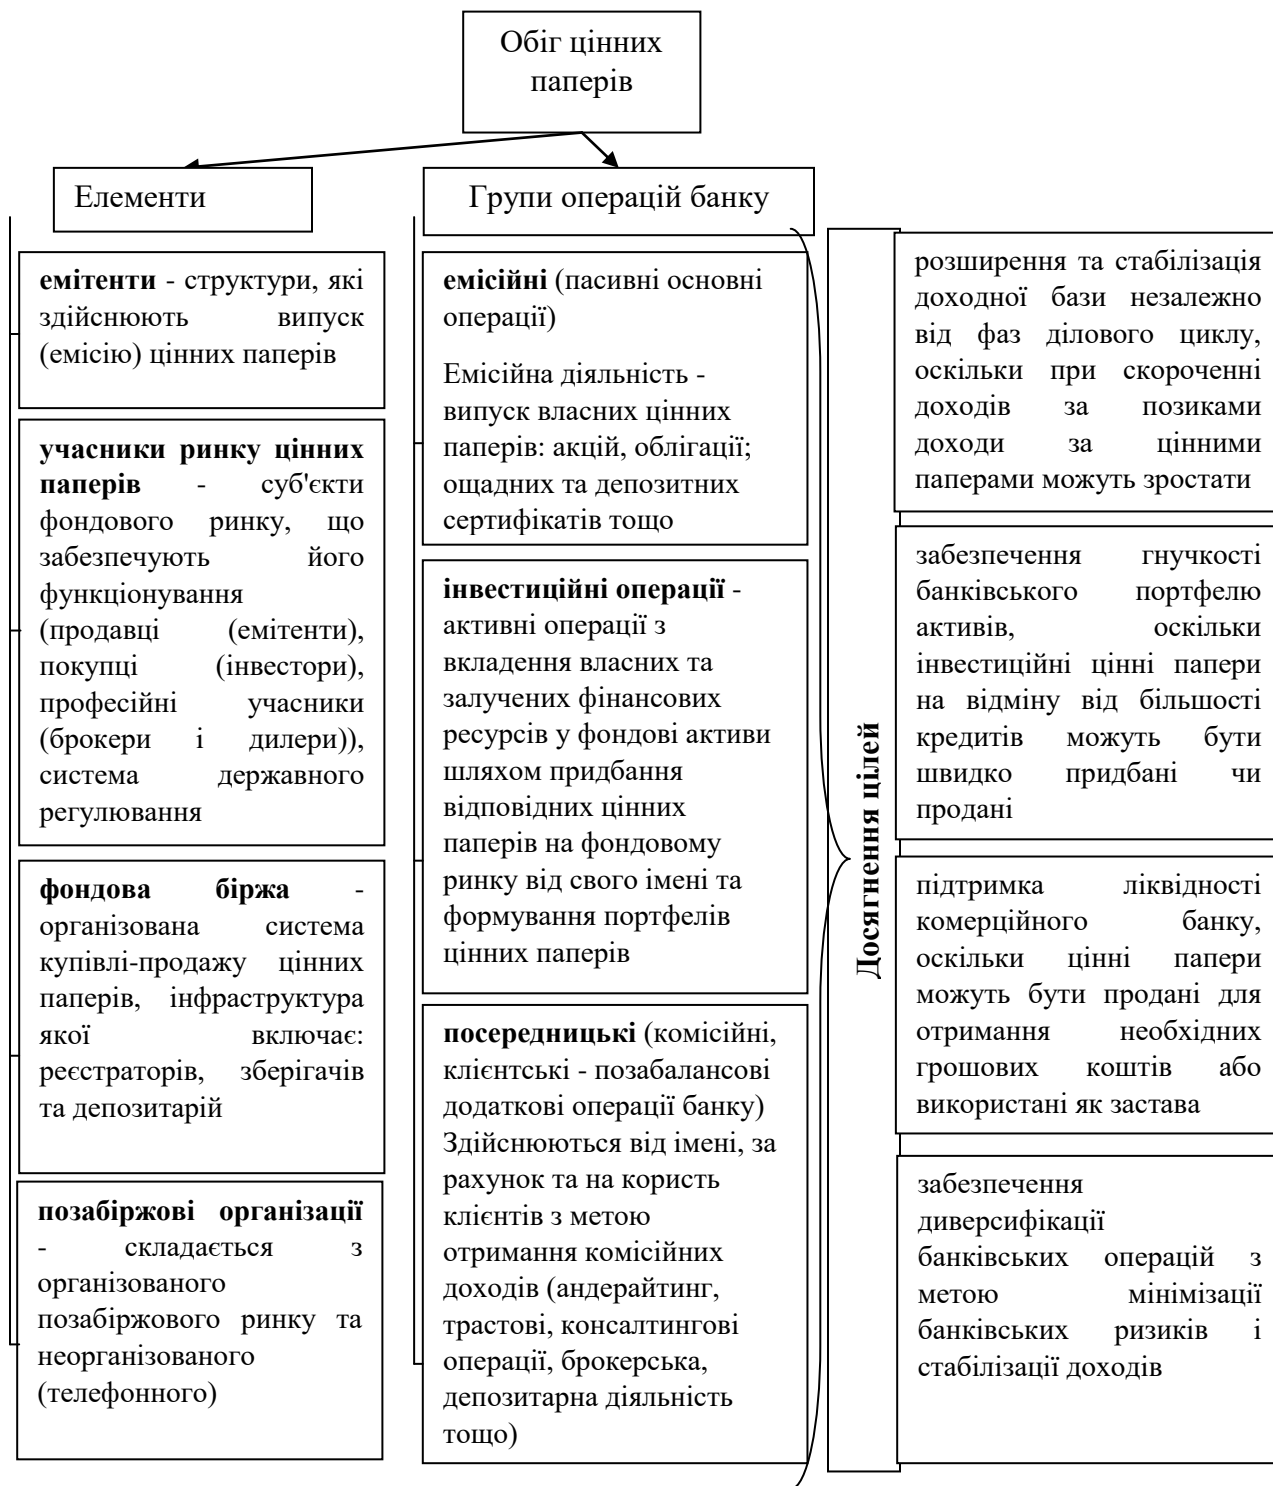 Обіг цінних
паперів
Елементи
Групи операцій банку
емітенти - структури, які
здійснюють випуск
(емісію) цінних паперів
учасники ринку цінних
паперів - суб'єкти
фондового ринку, що
забезпечують його
функціонування
(продавці (емітенти),
покупці (інвестори),
професійні учасники
(брокери і дилери)),
система державного
регулювання
фондова біржа -
організована система
купівлі-продажу цінних
паперів, інфраструктура
якої включає:
реєстраторів, зберігачів
та депозитарій
позабіржові організації
- складається з
організованого
позабіржового ринку та
неорганізованого
(телефонного)
емісійні (пасивні основні
операції)
Емісійна діяльність -
випуск власних цінних
паперів: акцій, облігації;
ощадних та депозитних
сертифікатів тощо
інвестиційні операції -
активні операції з
вкладення власних та
залучених фінансових
ресурсів у фондові активи
шляхом придбання
відповідних цінних
паперів на фондовому
ринку від свого імені та
формування портфелів
цінних паперів
посередницькі (комісійні,
клієнтські - позабалансові
додаткові операції банку)
Здійснюються від імені, за
рахунок та на користь
клієнтів з метою
отримання комісійних
доходів (андерайтинг,
трастові, консалтингові
операції, брокерська,
депозитарна діяльність
тощо)
Досягнення цілей
розширення та стабілізація
доходної бази незалежно
від фаз ділового циклу,
оскільки при скороченні
доходів за позиками
доходи за цінними
паперами можуть зростати
забезпечення гнучкості
банківського портфелю
активів, оскільки
інвестиційні цінні папери
на відміну від більшості
кредитів можуть бути
швидко придбані чи
продані
підтримка ліквідності
комерційного банку,
оскільки цінні папери
можуть бути продані для
отримання необхідних
грошових коштів або
використані як застава
забезпечення
диверсифікації
банківських операцій з
метою мінімізації
банківських ризиків і
стабілізації доходів